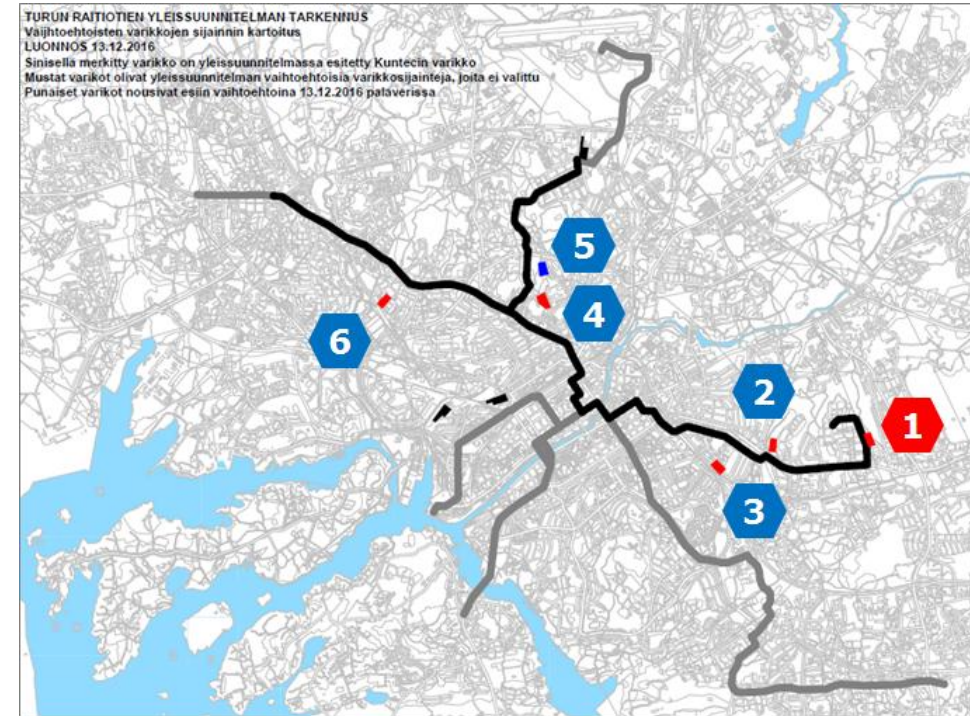 TURUN RAITIOTIEN YLEISSUUNNITELMAN TARKENNUS
Vaijhtoehtoisten varikkojen sijainnin kartoitus
LUONNOS 13.12.2016
Sinisellä merkitty varikko on yleissuunnitelmassa esitetty Kuntecin varikko
Mustat varikot olivat yleissuunnitelman vaihtoehtoisia varikkosijainteja, joita ei valittu
Punaiset varikot nousivat esiin vaihtoehtoina 13.12.2016 palaverissa
5
4
6
2
1
3